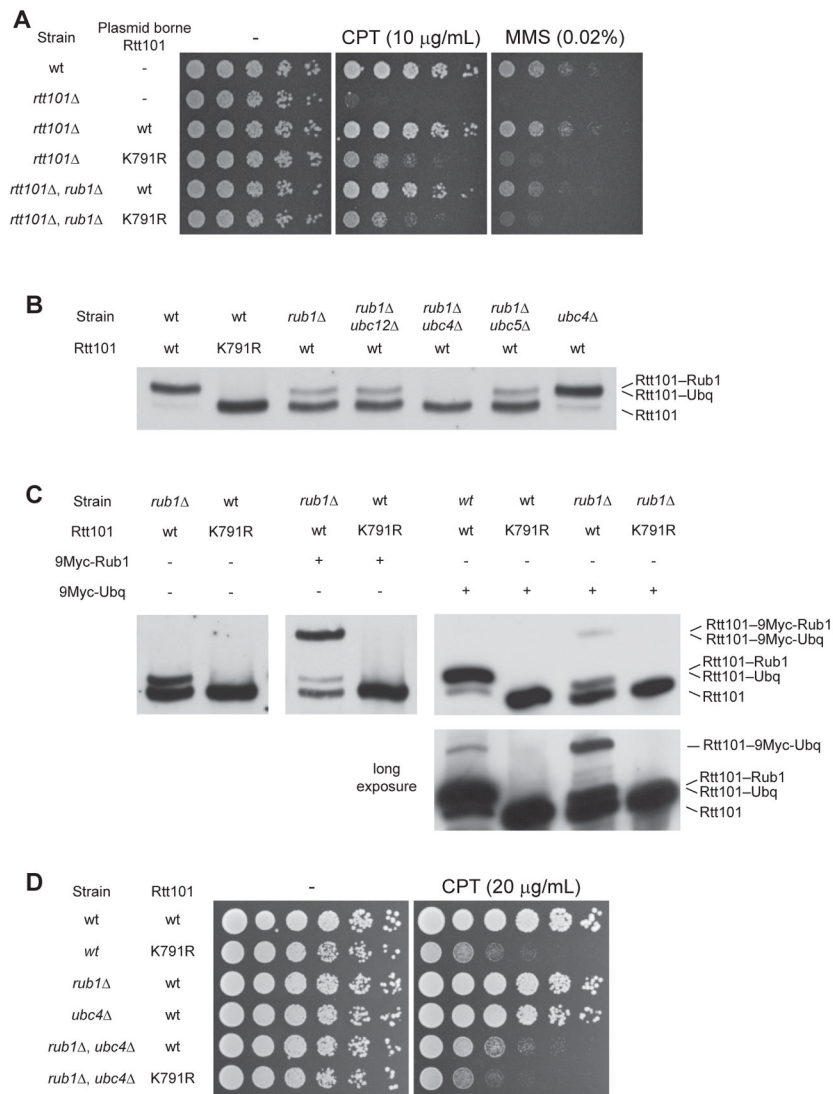 A
Strain Plasmid borne Rtt101 - CPT (10 µg/mL) MMS (0.02%)
wt -
rtt101Δ -
rtt101Δ wt
rtt101Δ K791R
rtt101Δ, rub1Δ wt
rtt101Δ, rub1Δ K791R
B
Strain wt wt rub1Δ rub1Δ ubc12Δ rub1Δ ubc4Δ rub1Δ ubc5Δ ubc4Δ
Rtt101 wt K791R wt wt wt wt wt
Rtt101–Rub1
Rtt101–Ubq
Rtt101
C
Strain rub1Δ wt rub1Δ wt wt wt rub1Δ rub1Δ
Rtt101 wt K791R wt K791R wt K791R wt K791R
9Myc-Rub1 - - + + - - - -
9Myc-Ubq - - - - + + + +
Rtt101–9Myc-Rub1
Rtt101–9Myc-Ubq
Rtt101–Rub1
Rtt101–Ubq
Rtt101
long exposure
Rtt101–9Myc-Ubq
Rtt101–Rub1
Rtt101–Ubq
Rtt101
D
Strain Rtt101 - CPT (20 µg/mL)
wt wt
wt K791R
rub1Δ wt
ubc4Δ wt
rub1Δ, ubc4Δ wt
rub1Δ, ubc4Δ K791R